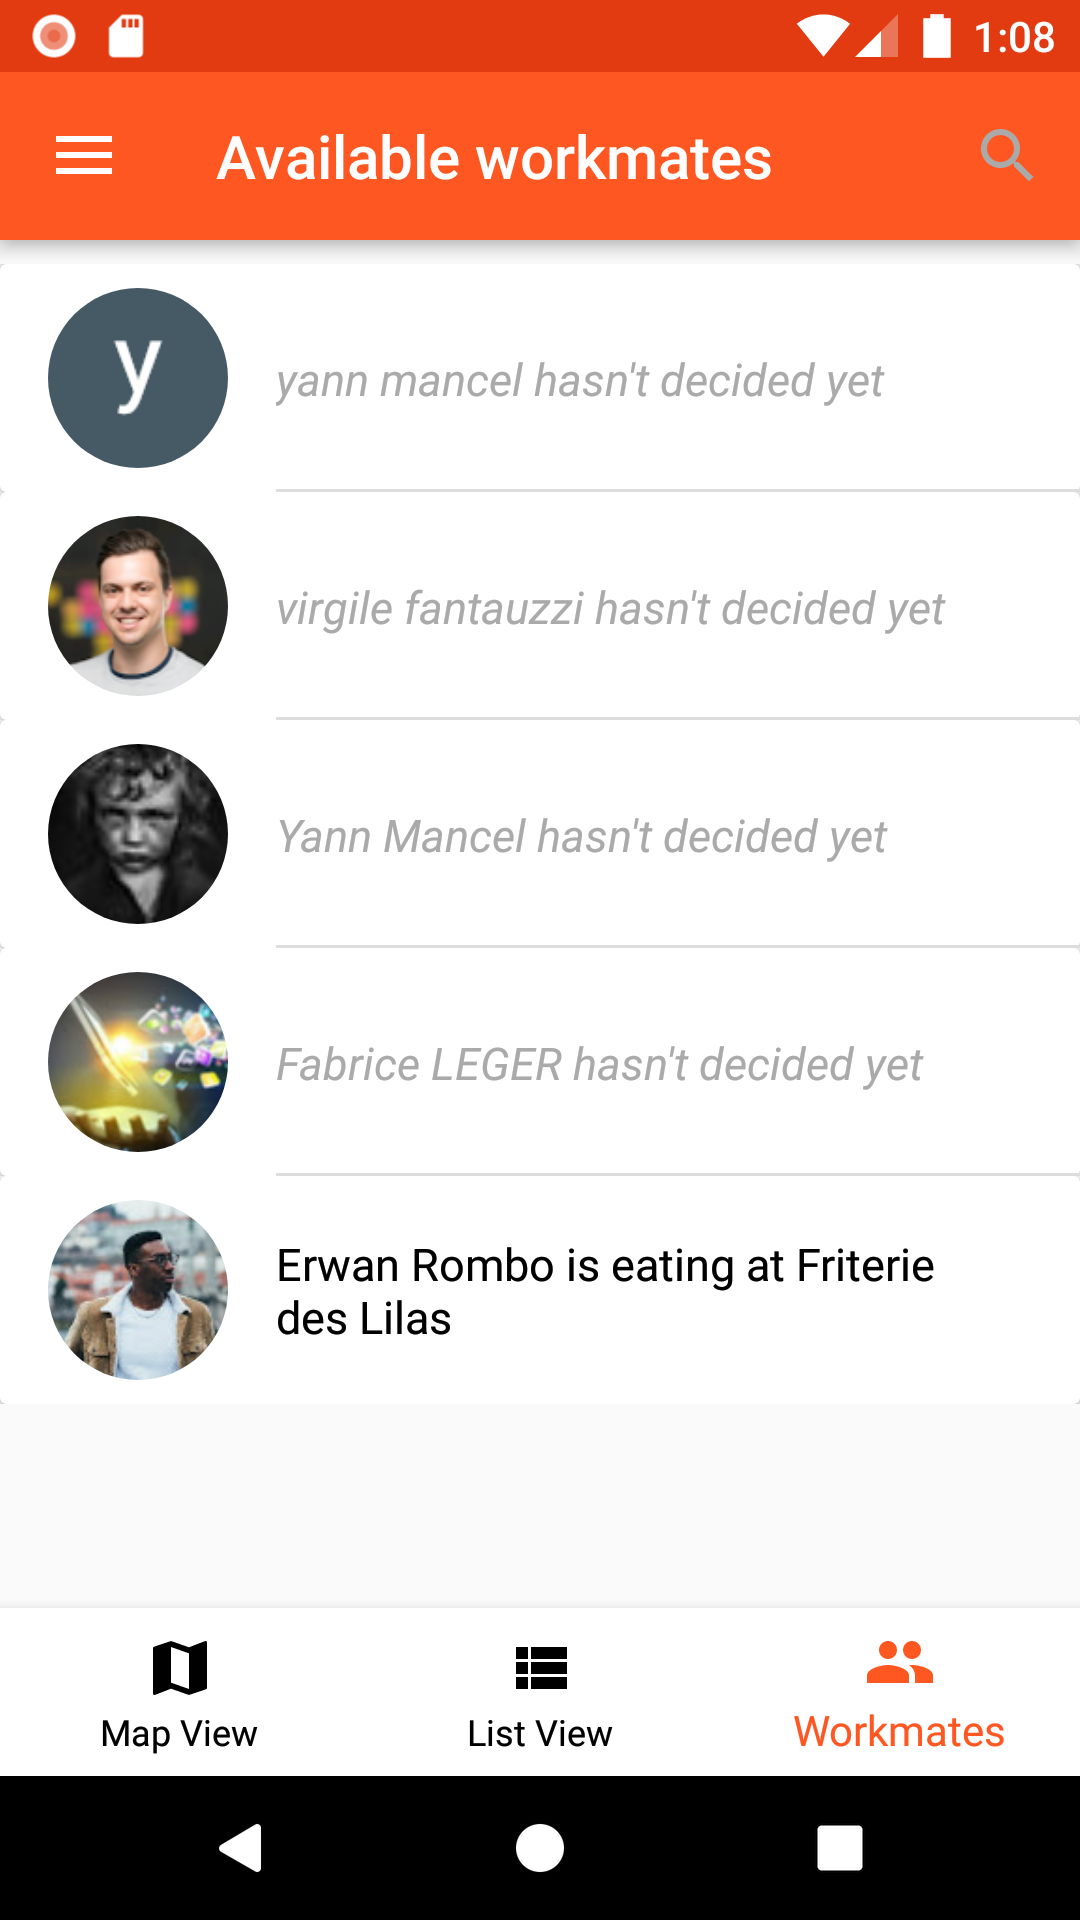 1:08
Available workmates
y
yann mancel hasn't decided yet
virgile fantauzzi hasn't decided yet
Yann Mancel hasn't decided yet
Fabrice LEGER hasn't decided yet
Erwan Rombo is eating at Friterie
des Lilas
Map View
List View
Workmates